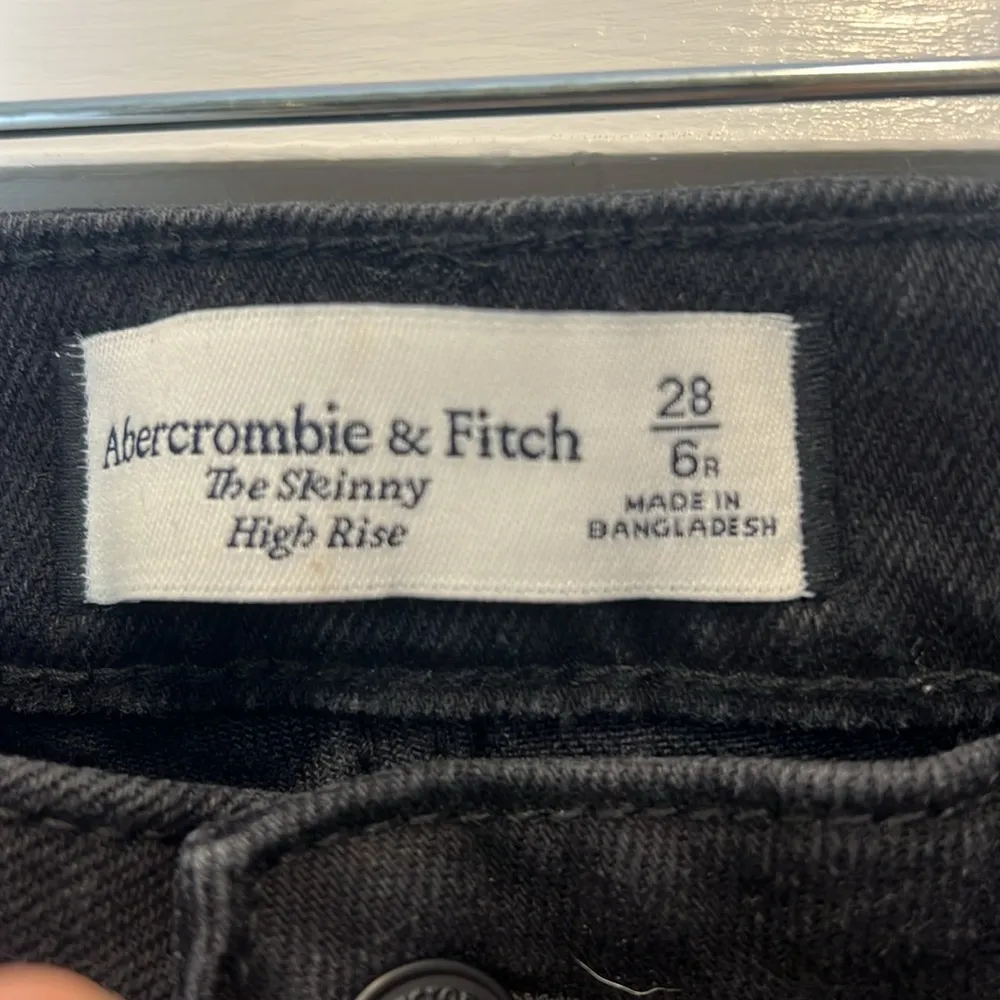 Abercrombie & Fitch
The Skinny
High Rise
28
6R
MADE IN
BANGLADESH